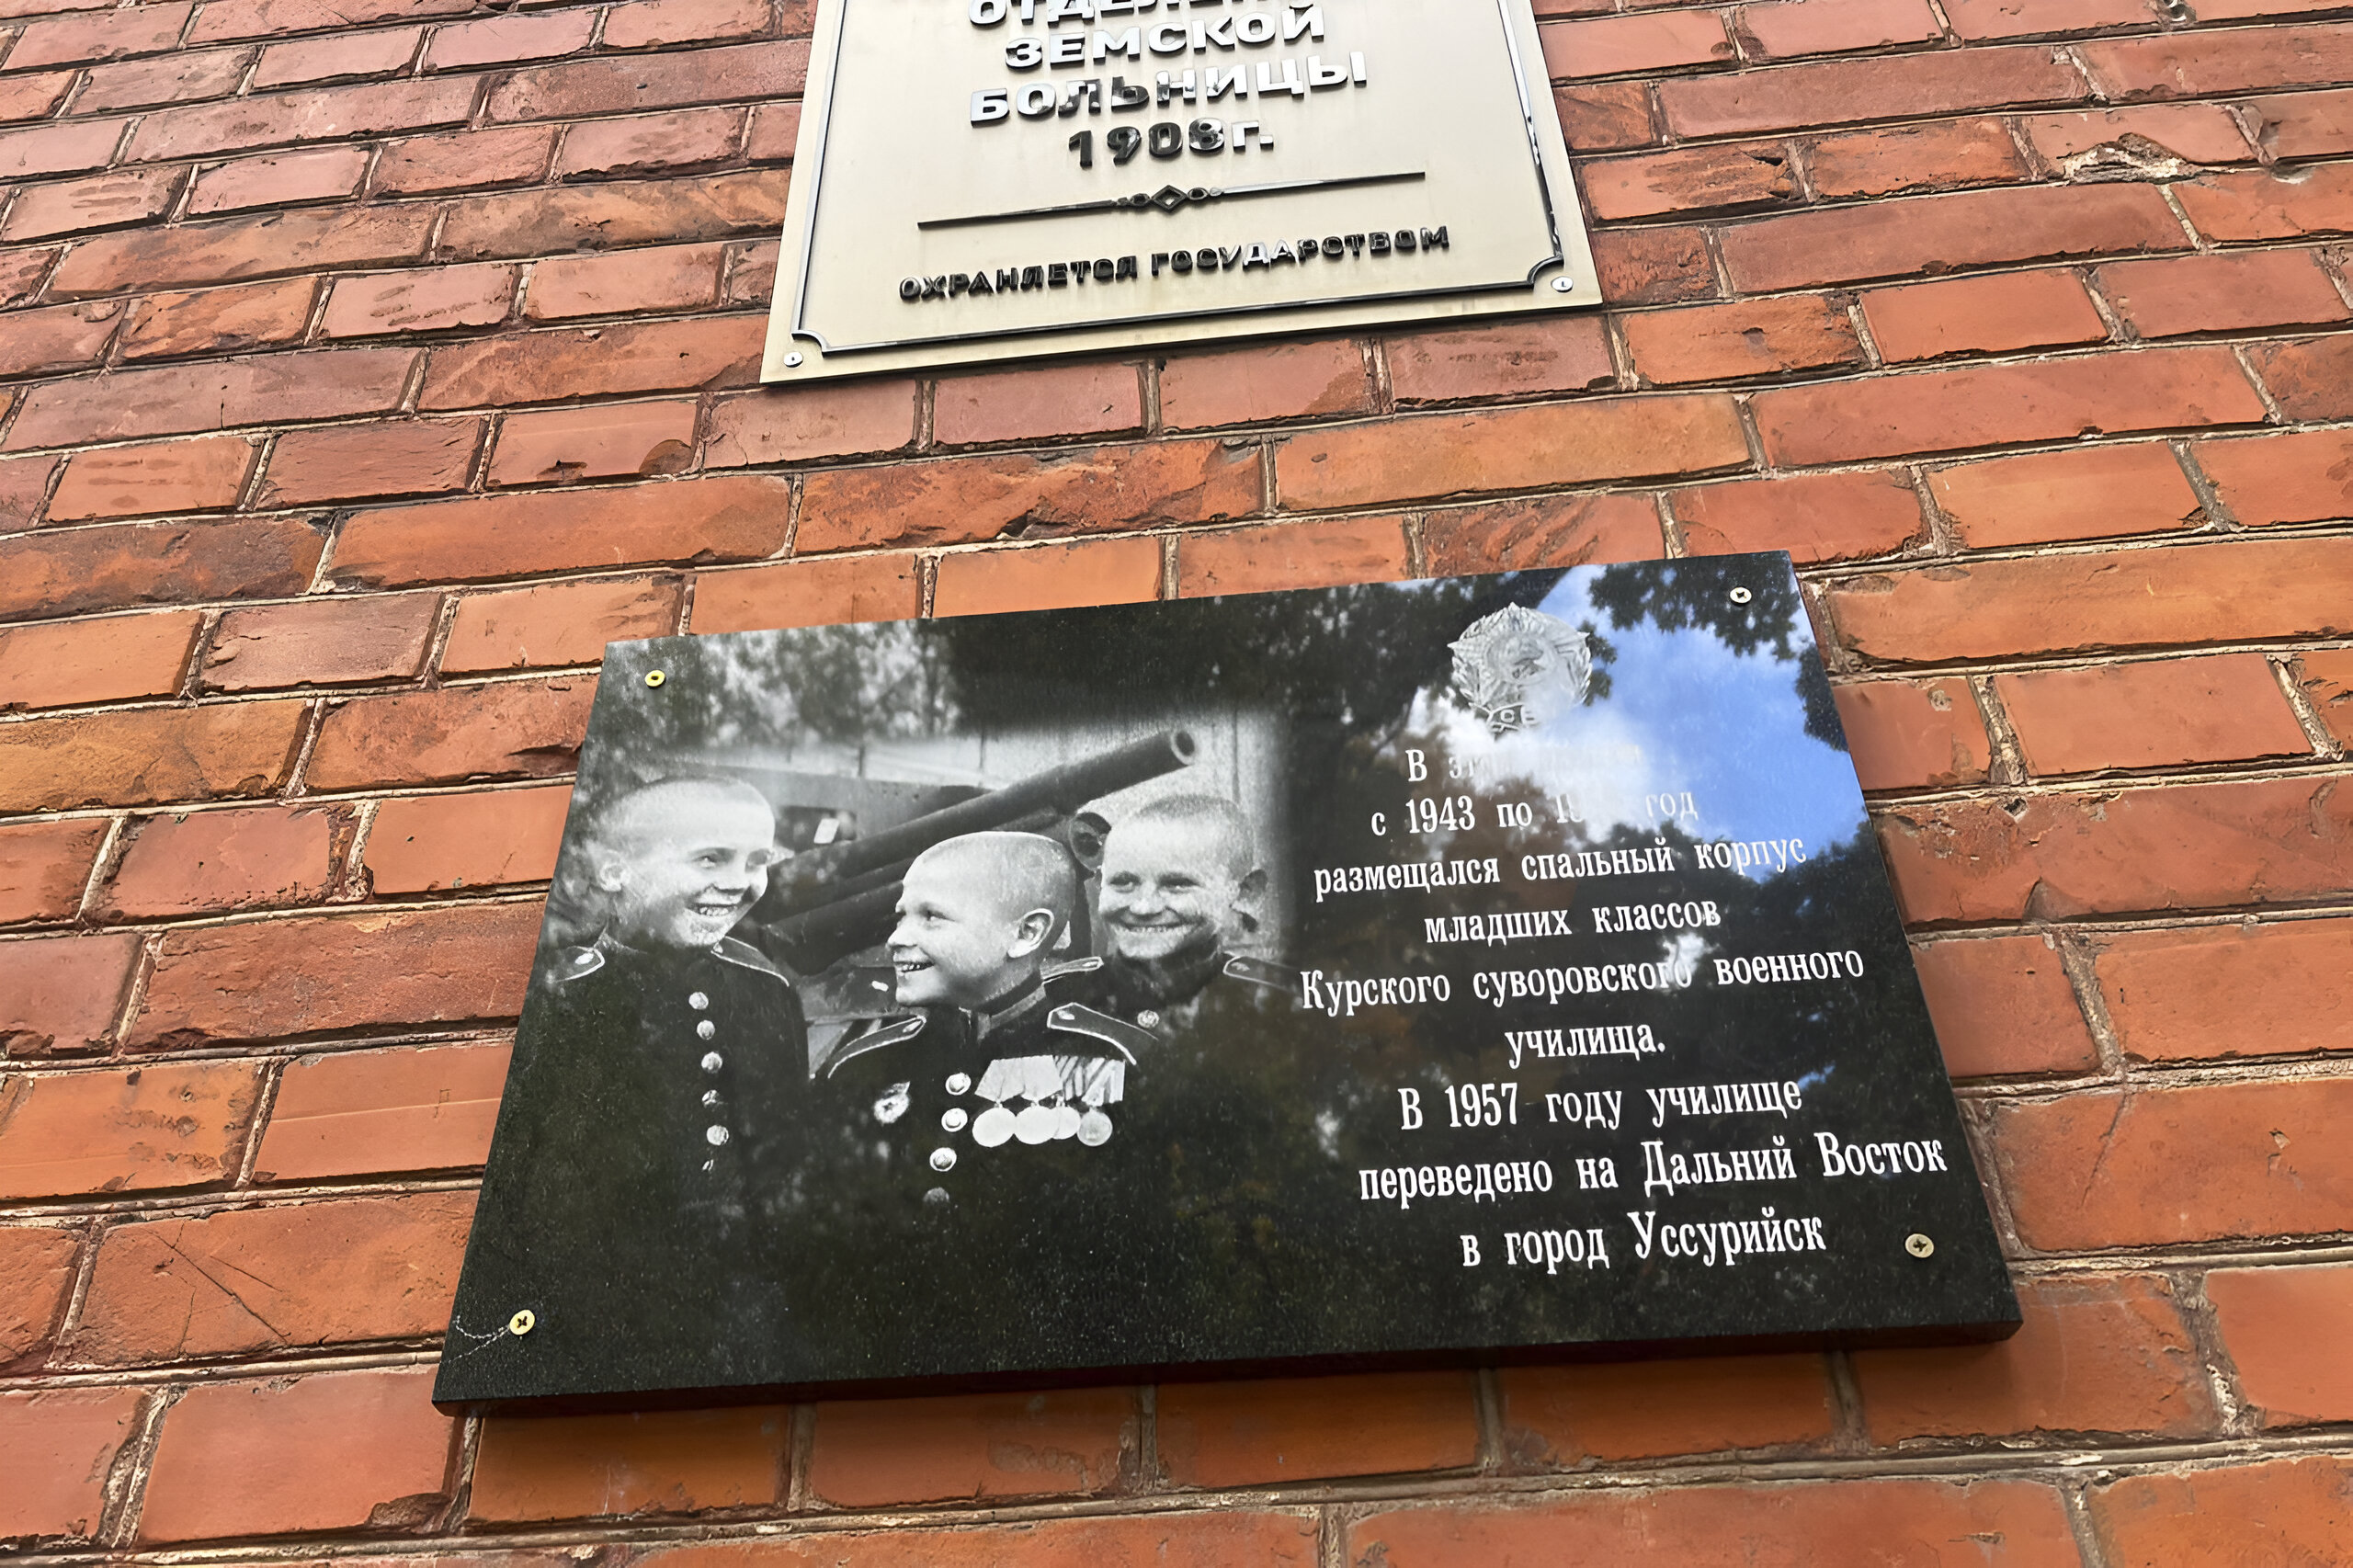 ЗЕМСКОЙ
БОЛЬНИЦЫ
1908г.
ОХРАНЯЕТСЯ ГОСУДАРСТВОМ
В
с 1943 по год
размещался спальный корпус
младших классов
Курского суворовского военного
училища.
В 1957 году училище
переведено на Дальний Восток
в город Уссурийск